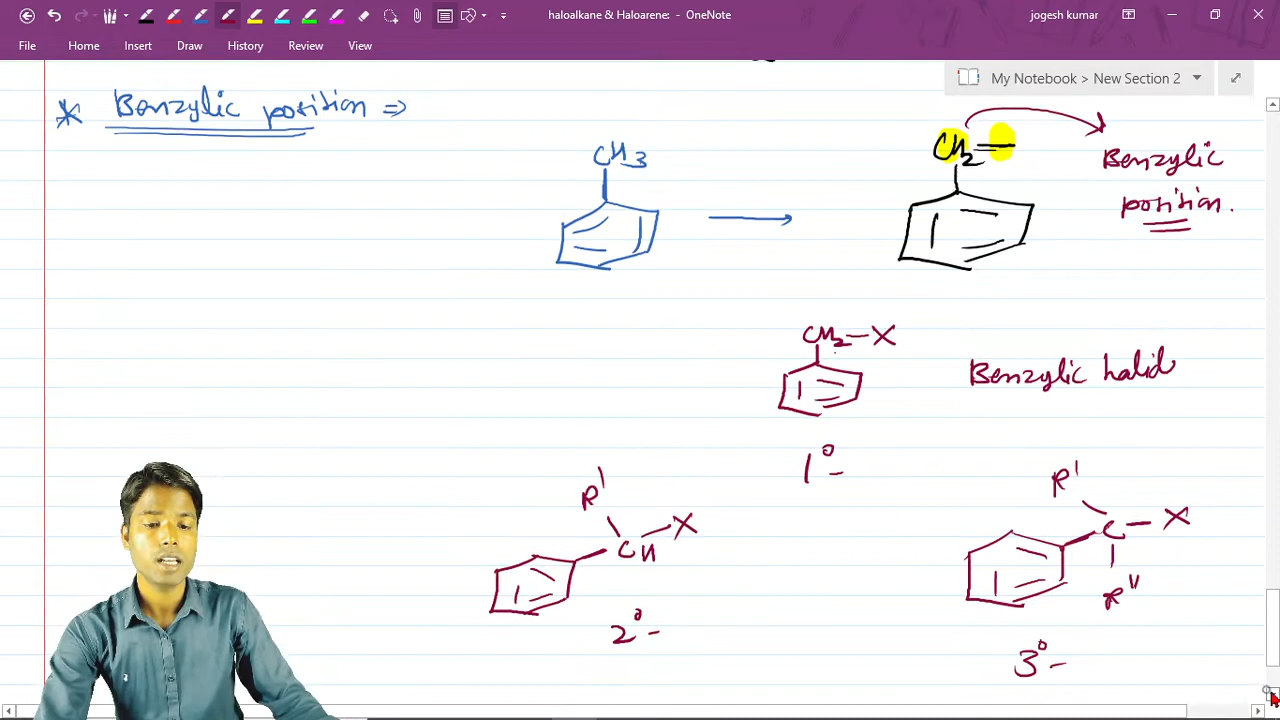 haloalkane & Haloarene: - OneNote
jogesh kumar
File Home Insert Draw History Review View
My Notebook > New Section 2
* Benzylic position ⇒
CH3
CH2—
Benzylic
position.
CH2—X
Benzylic halid
1°-
R'
CH
X
2°-
R'
C—X
R"
3°-